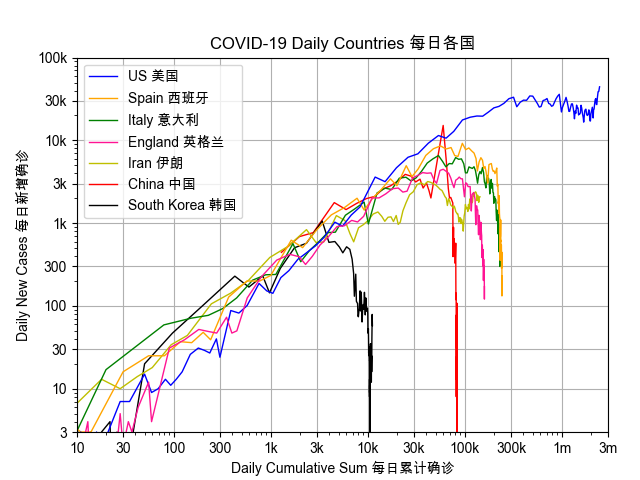 COVID-19 Daily Countries 每日各国
Daily New Cases 每日新增确诊
100k
30k
10k
3k
1k
300
100
30
10
3
US 美国
Spain 西班牙
Italy 意大利
England 英格兰
Iran 伊朗
China 中国
South Korea 韩国
10 30 100 300 1k 3k 10k 30k 100k 300k 1m 3m
Daily Cumulative Sum 每日累计确诊